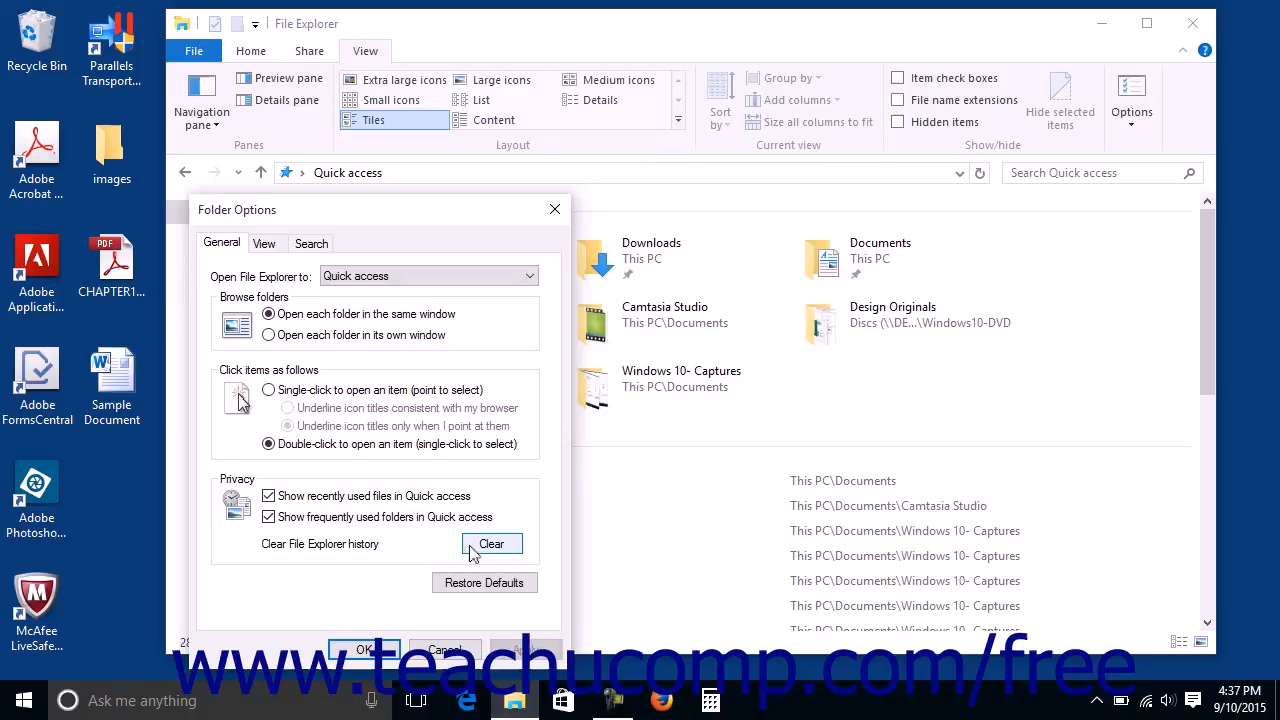 Recycle Bin
Parallels
Transport...
Adobe
Acrobat ...
images
Adobe
Applicati...
CHAPTER1...
Adobe
FormsCentral
Sample
Document
Adobe
Photosho...
McAfee
LiveSafe...
File Explorer
File
Home
Share
View
Navigation
pane
Preview pane
Details pane
Panes
Extra large icons
Large icons
Medium icons
Small icons
List
Details
Tiles
Content
Layout
Sort
by
Group by
Add columns
Size all columns to fit
Current view
Item check boxes
File name extensions
Hidden items
Hide selected
items
Show/hide
Options
Quick access
Search Quick access
Folder Options
General
View
Search
Open File Explorer to:
Quick access
Browse folders
Open each folder in the same window
Open each folder in its own window
Click items as follows
Single-click to open an item (point to select)
Underline icon titles consistent with my browser
Underline icon titles only when I point at them
Double-click to open an item (single-click to select)
Privacy
Show recently used files in Quick access
Show frequently used folders in Quick access
Clear File Explorer history
Clear
Restore Defaults
OK
Cancel
Downloads
This PC
Documents
This PC
Camtasia Studio
This PC\Documents
Design Originals
Discs (\\DE...\Windows10-DVD
Windows 10- Captures
This PC\Documents
This PC\Documents
This PC\Documents\Camtasia Studio
This PC\Documents\Windows 10- Captures
This PC\Documents\Windows 10- Captures
This PC\Documents\Windows 10- Captures
This PC\Documents\Windows 10- Captures
This PC\Documents\Windows 10- Captures
28
www.teachucomp.com/free
Ask me anything
4:37 PM
9/10/2015